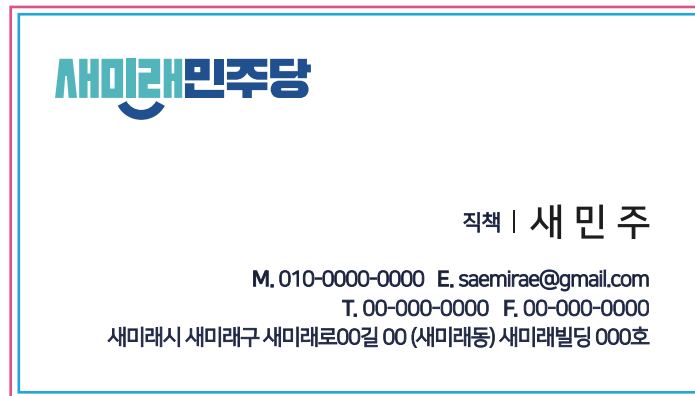 새미래민주당
직책 | 새 민 주
M. 010-0000-0000 E. saemirae@gmail.com
T. 00-000-0000 F. 00-000-0000
새미래시 새미래구 새미래로00길 00 (새미래동) 새미래빌딩 000호